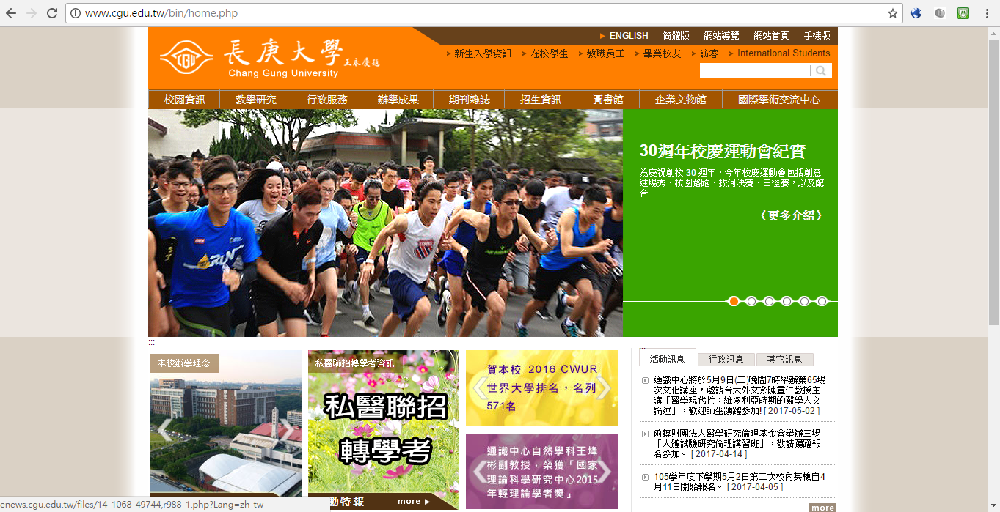 www.cgu.edu.tw/bin/home.php
ENGLISH 簡體版 網站導覽 網站首頁 手機版
CGU
長庚大學
王永慶題
Chang Gung University
新生入學資訊 在校學生 教職員工 畢業校友 訪客 International Students
校園資訊 教學研究 行政服務 辦學成果 期刊雜誌 招生資訊 圖書館 企業文物館 國際學術交流中心
RUN
30週年校慶運動會紀實
為慶祝創校 30 週年，今年校慶運動會包括創意
進場秀、校園路跑、拔河決賽、田徑賽，以及配
合...
〈更多介紹〉
:::
本校辦學理念
私醫聯招轉學考資訊
私醫聯招
轉學考
動特報
more
賀本校 2016 CWUR
世界大學排名，名列
571名
通識中心自然學科王烽
彬副教授．榮獲「國家
理論科學研究中心2015
年輕理論學者獎」
:::
活動訊息 行政訊息 其它訊息
通識中心將於5月9日(二)晚間7時舉辦第65場
次文化講座，邀請台大外文系陳重仁教授主
講「醫學現代性：維多利亞時期的醫學人文
論述」，歡迎師生踴躍參加! [ 2017-05-02 ]
函轉財團法人醫學研究倫理基金會舉辦三場
「人體試驗研究倫理講習班」，敬請踴躍報
名參加。 [ 2017-04-14 ]
105學年度下學期5月2日第二次校內英檢自4
月11日開始報名。 [ 2017-04-05 ]
more
enews.cgu.edu.tw/files/14-1068-49744,r988-1.php?Lang=zh-tw